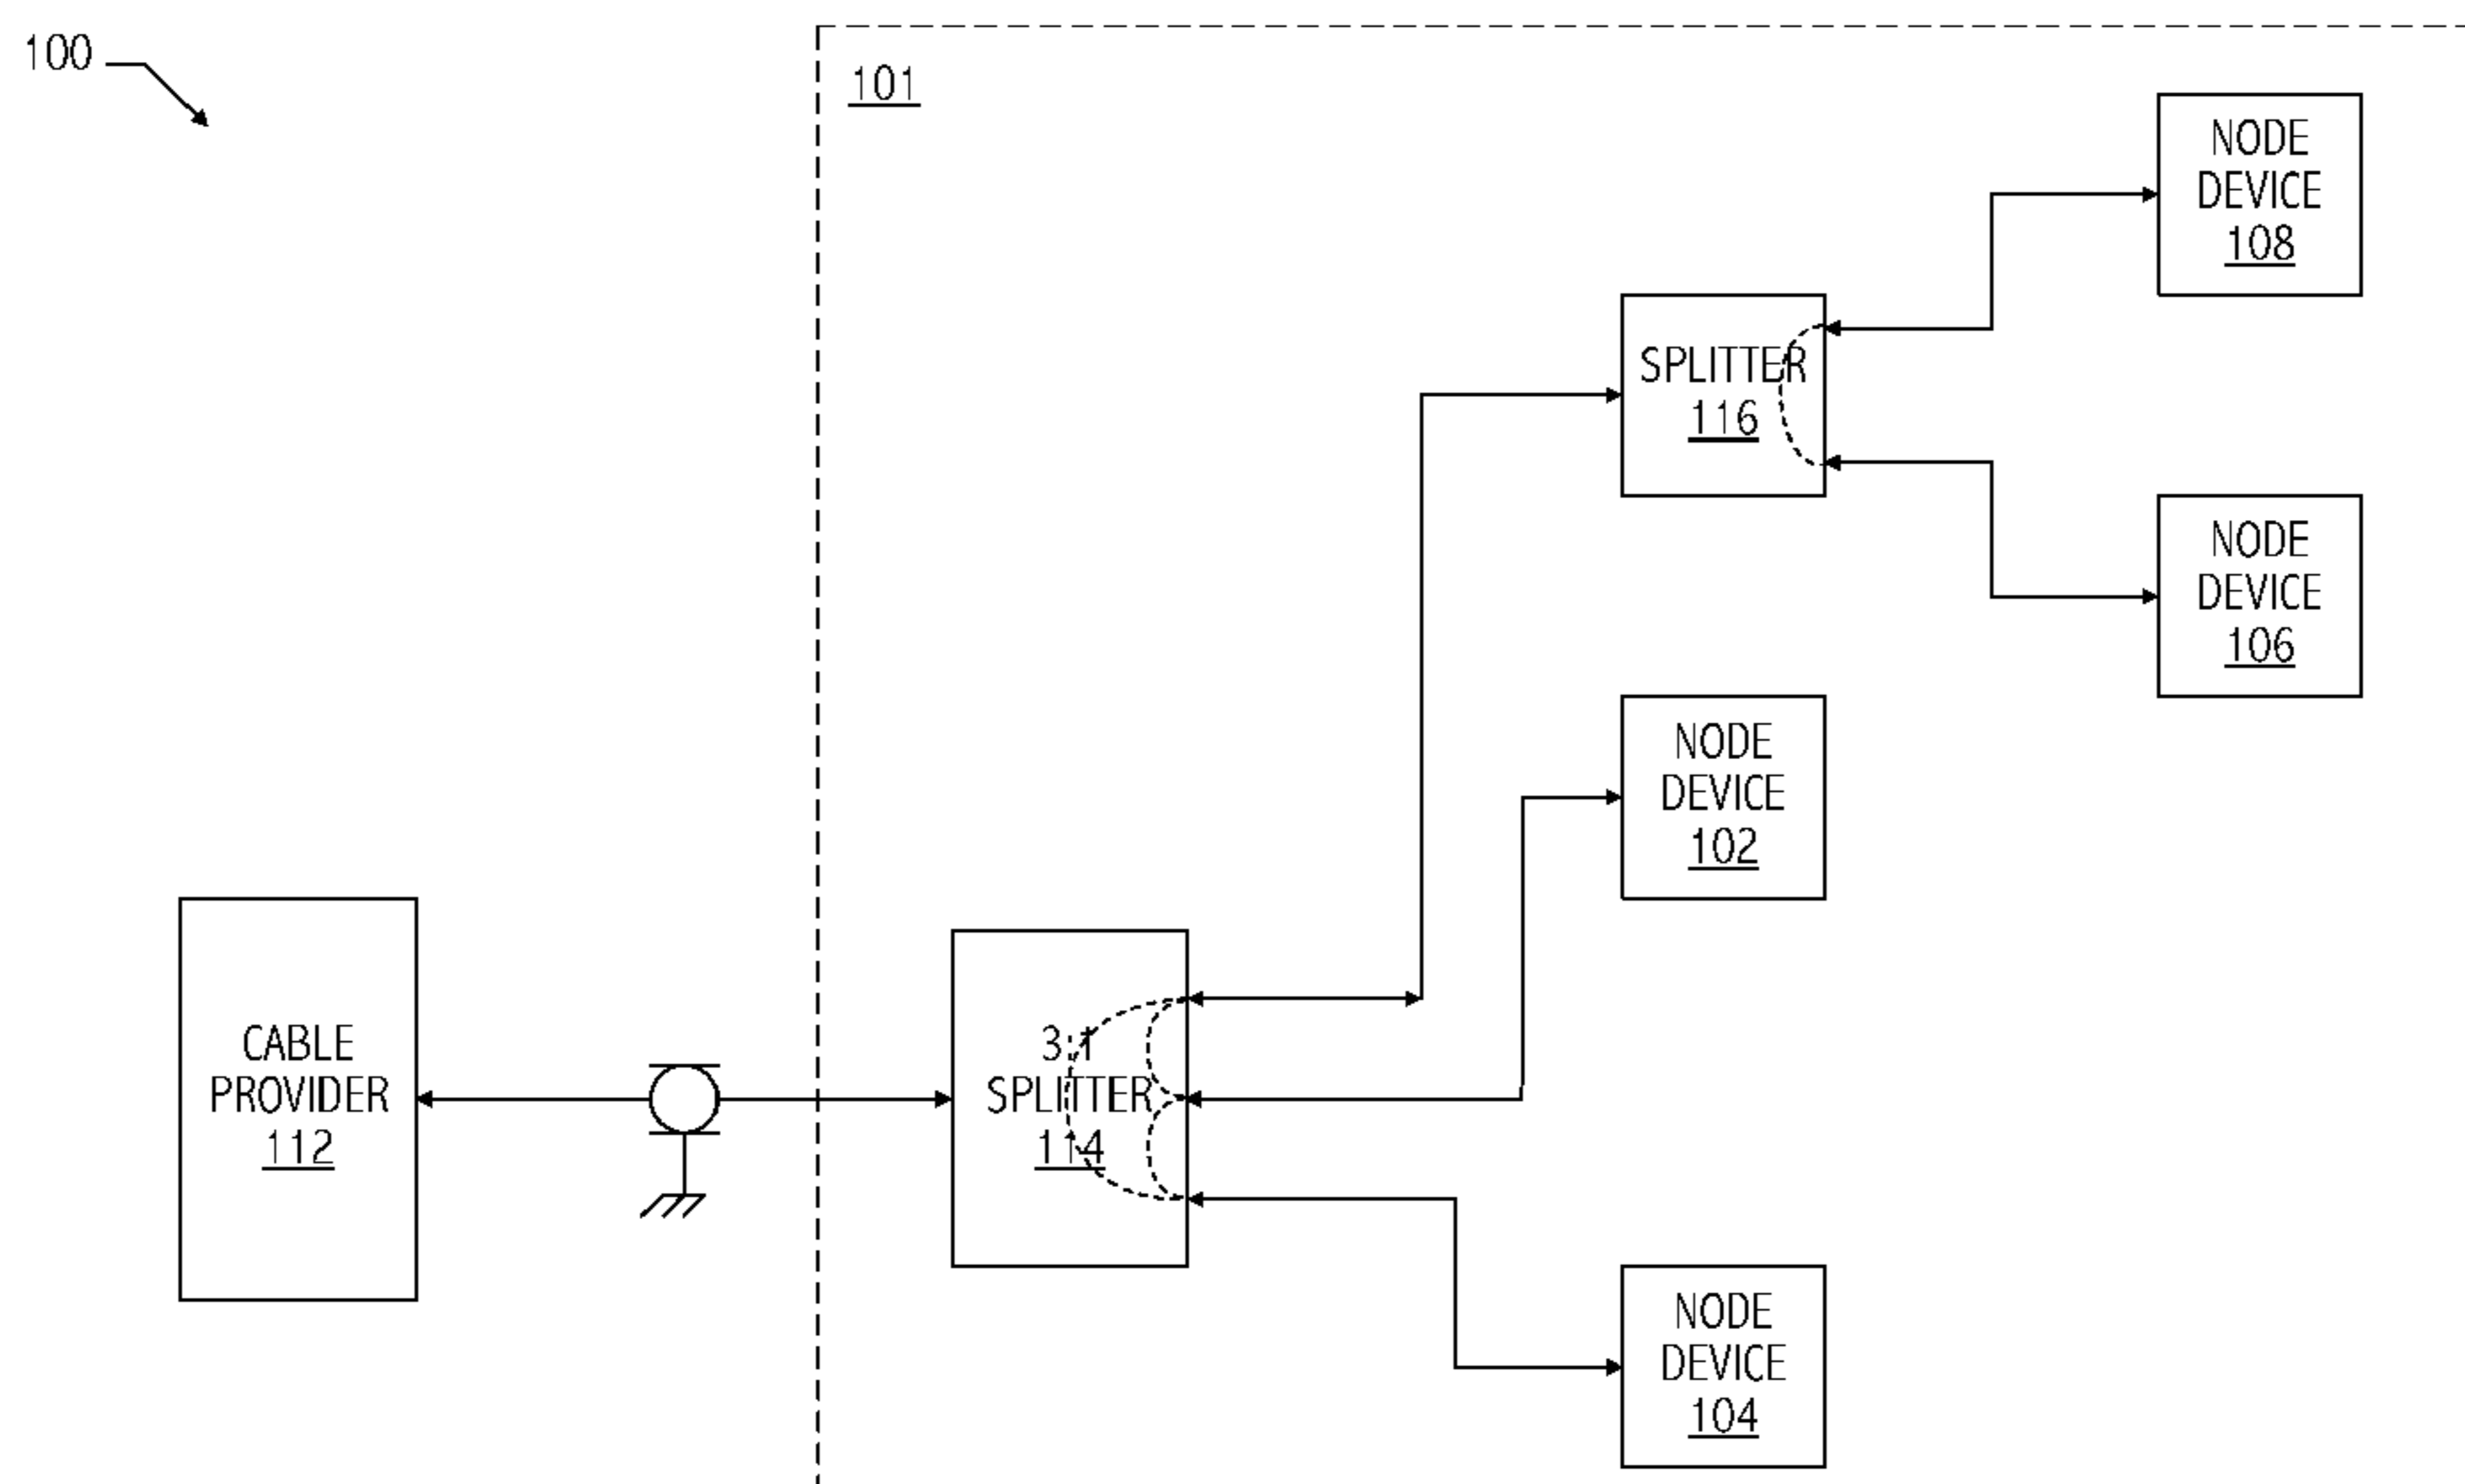 100
101
NODE
DEVICE
108
SPLITTER
116
NODE
DEVICE
106
NODE
DEVICE
102
CABLE
PROVIDER
112
3:1
SPLITTER
114
NODE
DEVICE
104